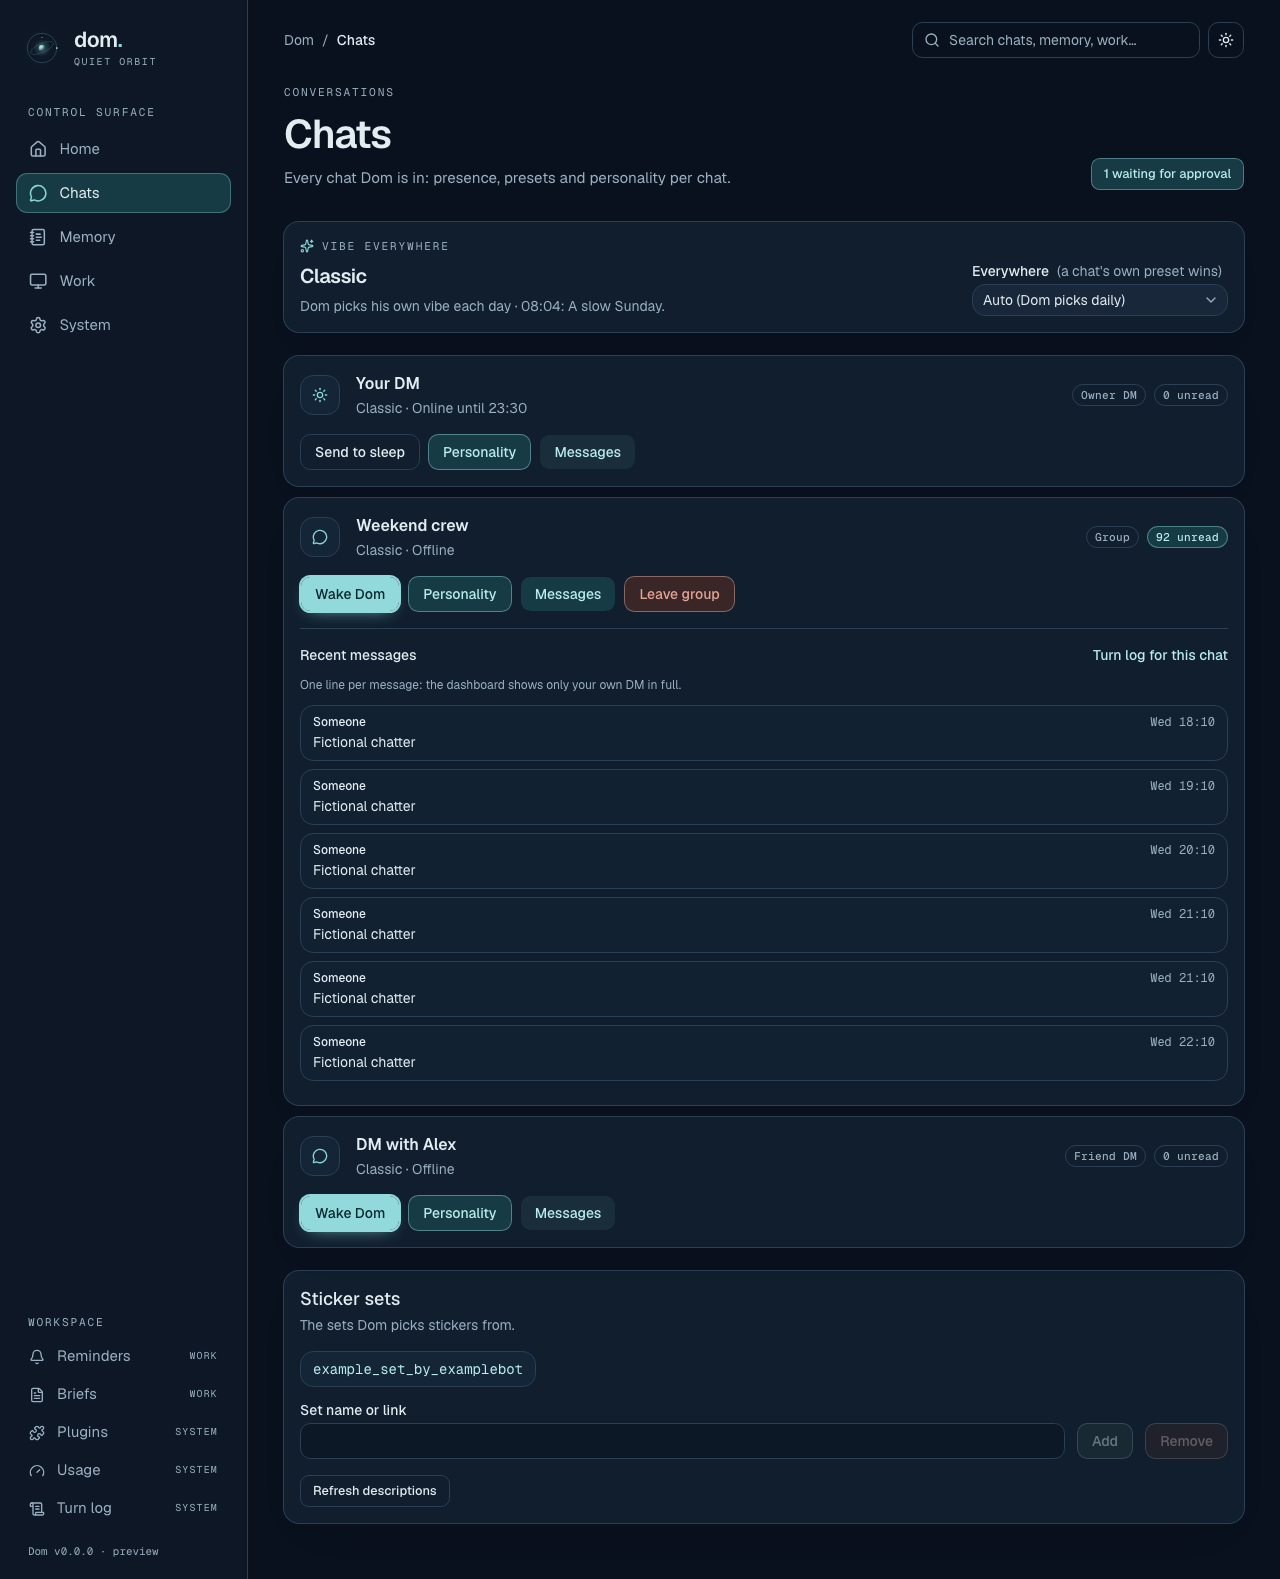 dom.
QUIET ORBIT
CONTROL SURFACE
Home
Chats
Memory
Work
System
WORKSPACE
Reminders WORK
Briefs WORK
Plugins SYSTEM
Usage SYSTEM
Turn log SYSTEM
Dom v0.0.0 · preview
Dom / Chats
Search chats, memory, work…
CONVERSATIONS
Chats
Every chat Dom is in: presence, presets and personality per chat.
1 waiting for approval
VIBE EVERYWHERE
Classic
Dom picks his own vibe each day · 08:04: A slow Sunday.
Everywhere (a chat's own preset wins)
Auto (Dom picks daily)
Your DM
Classic · Online until 23:30
Owner DM 0 unread
Send to sleep Personality Messages
Weekend crew
Classic · Offline
Group 92 unread
Wake Dom Personality Messages Leave group
Recent messages Turn log for this chat
One line per message: the dashboard shows only your own DM in full.
Someone Wed 18:10
Fictional chatter
Someone Wed 19:10
Fictional chatter
Someone Wed 20:10
Fictional chatter
Someone Wed 21:10
Fictional chatter
Someone Wed 21:10
Fictional chatter
Someone Wed 22:10
Fictional chatter
DM with Alex
Classic · Offline
Friend DM 0 unread
Wake Dom Personality Messages
Sticker sets
The sets Dom picks stickers from.
example_set_by_examplebot
Set name or link
Add Remove
Refresh descriptions